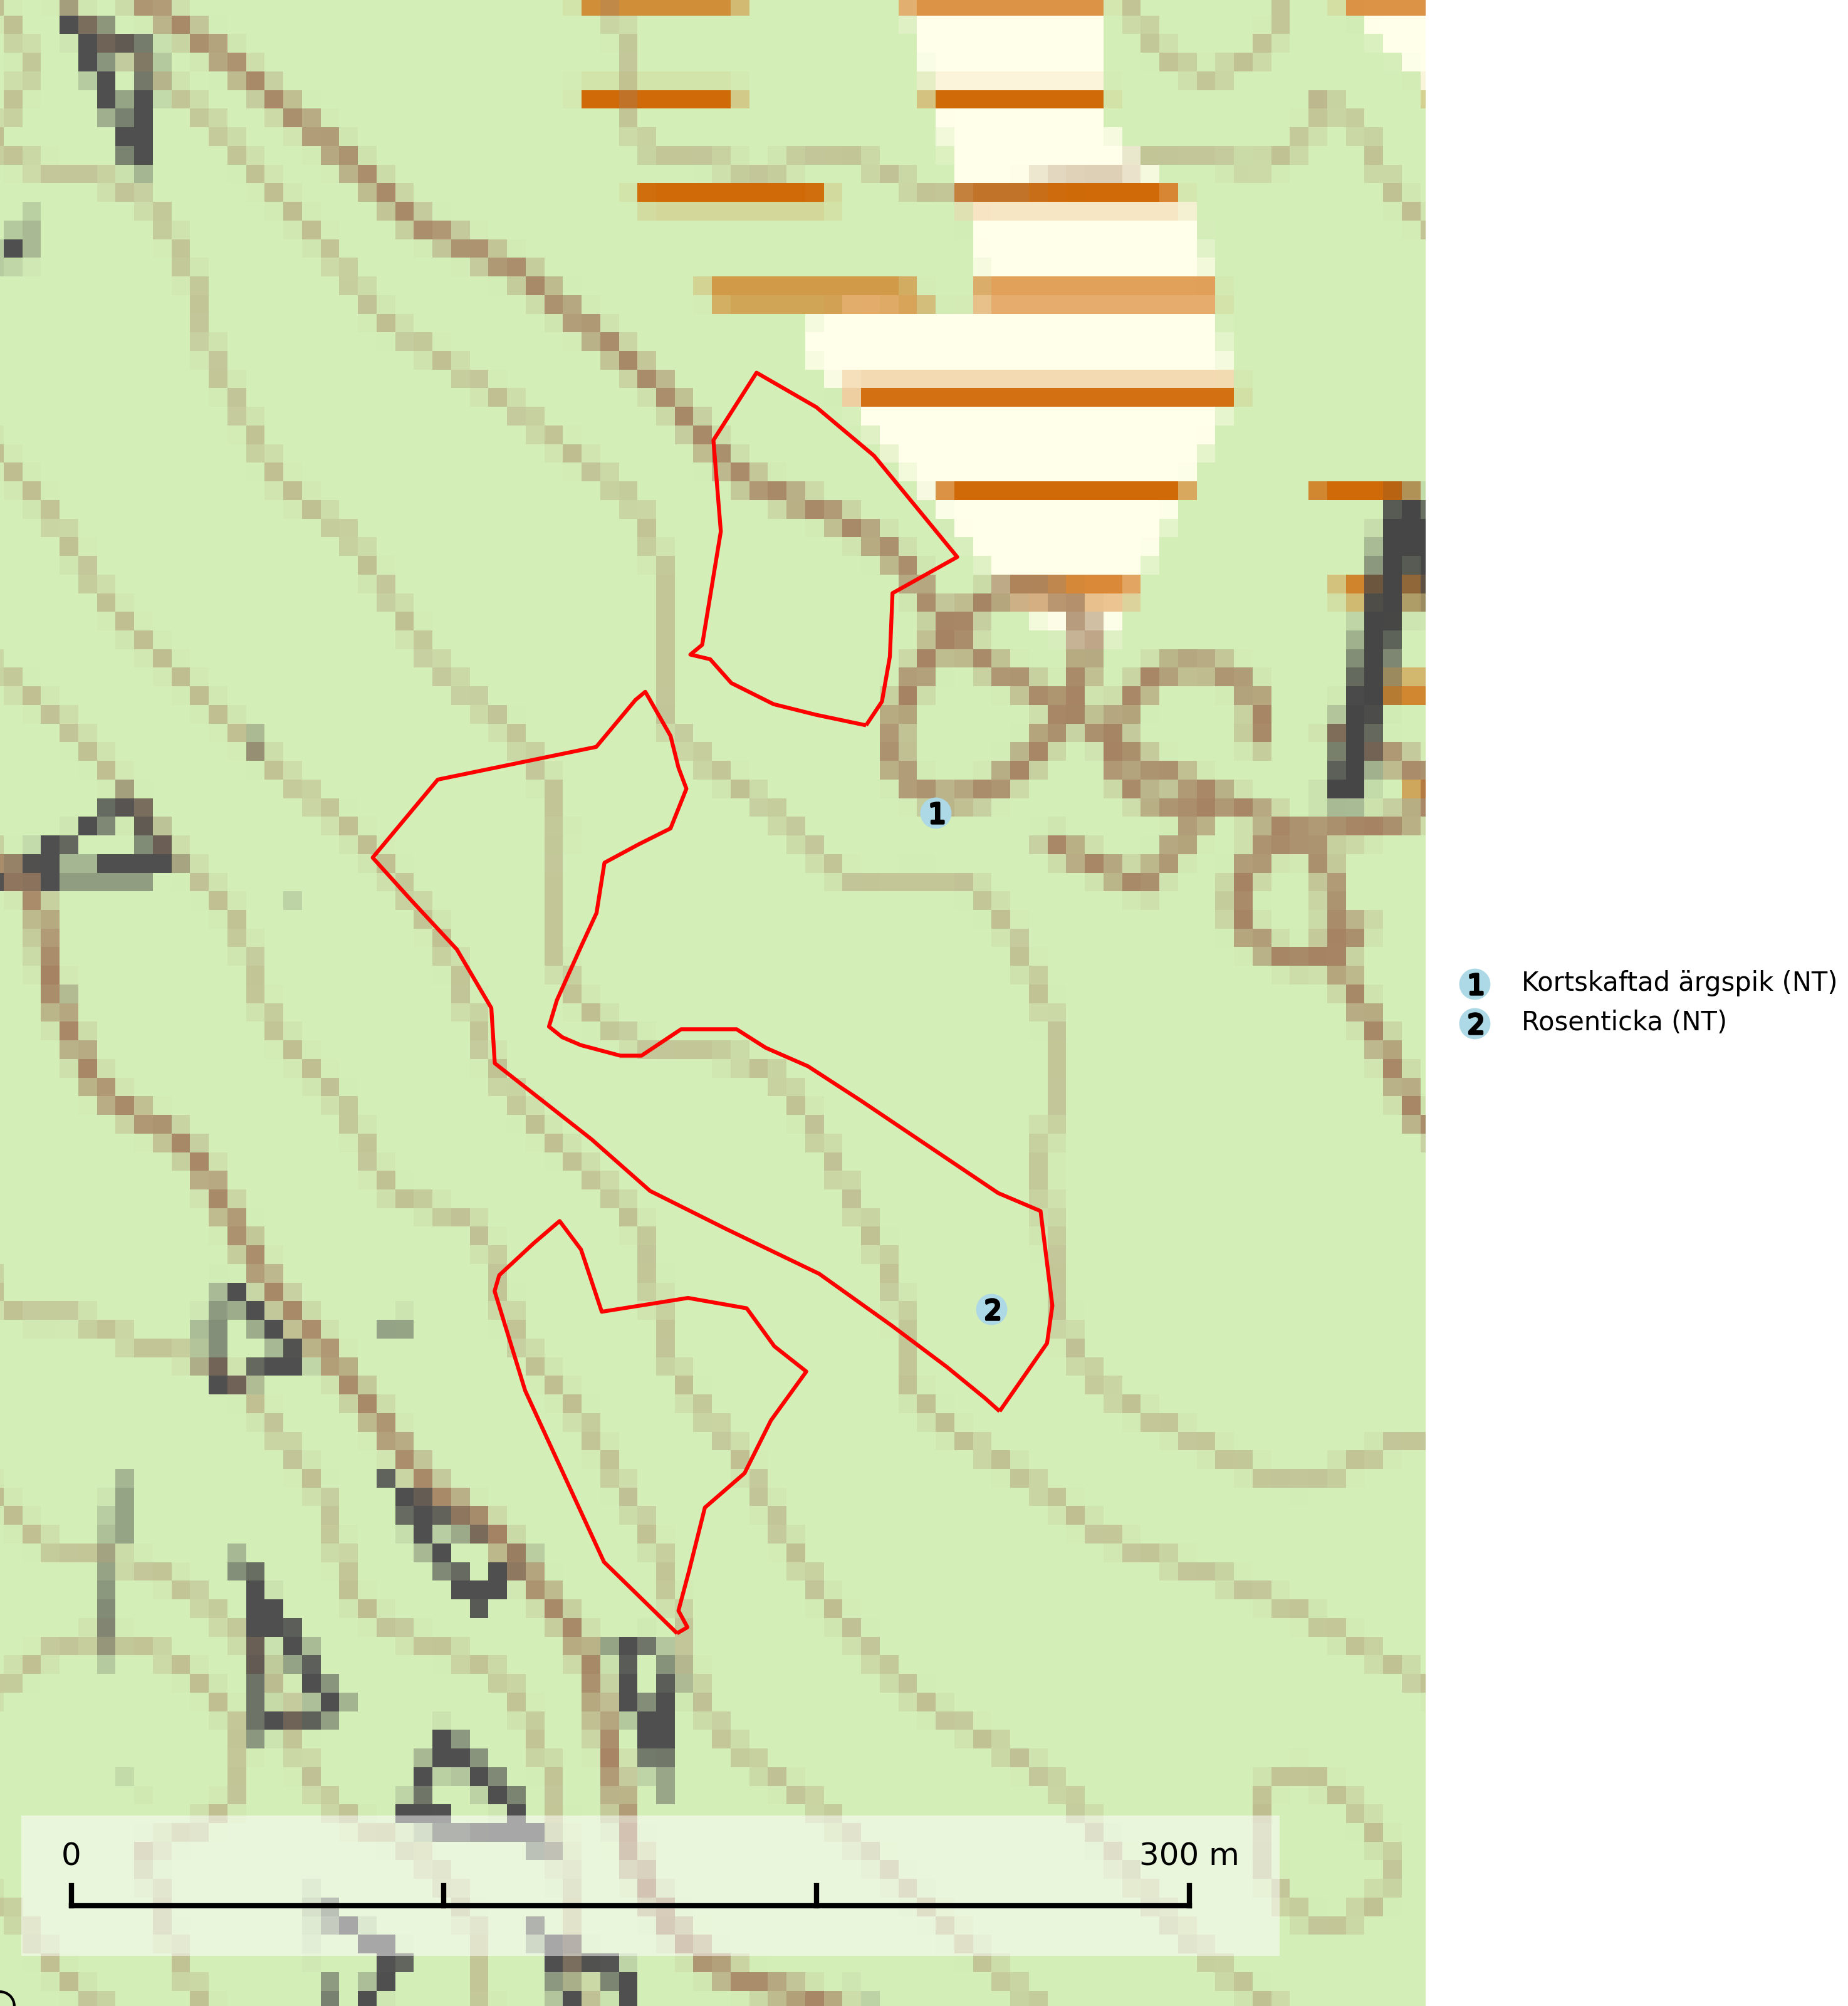 1
2
1 Kortskaftad ärgspik (NT)
2 Rosenticka (NT)
0 300 m